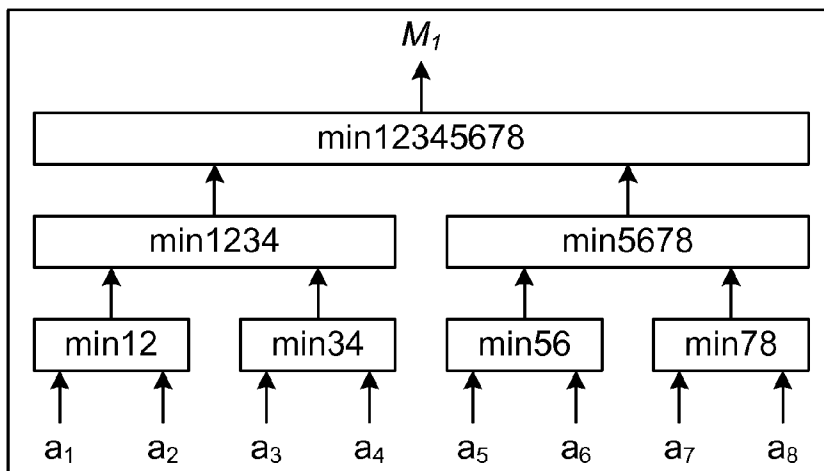 M₁
min12345678
min1234 min5678
min12 min34 min56 min78
a₁ a₂ a₃ a₄ a₅ a₆ a₇ a₈